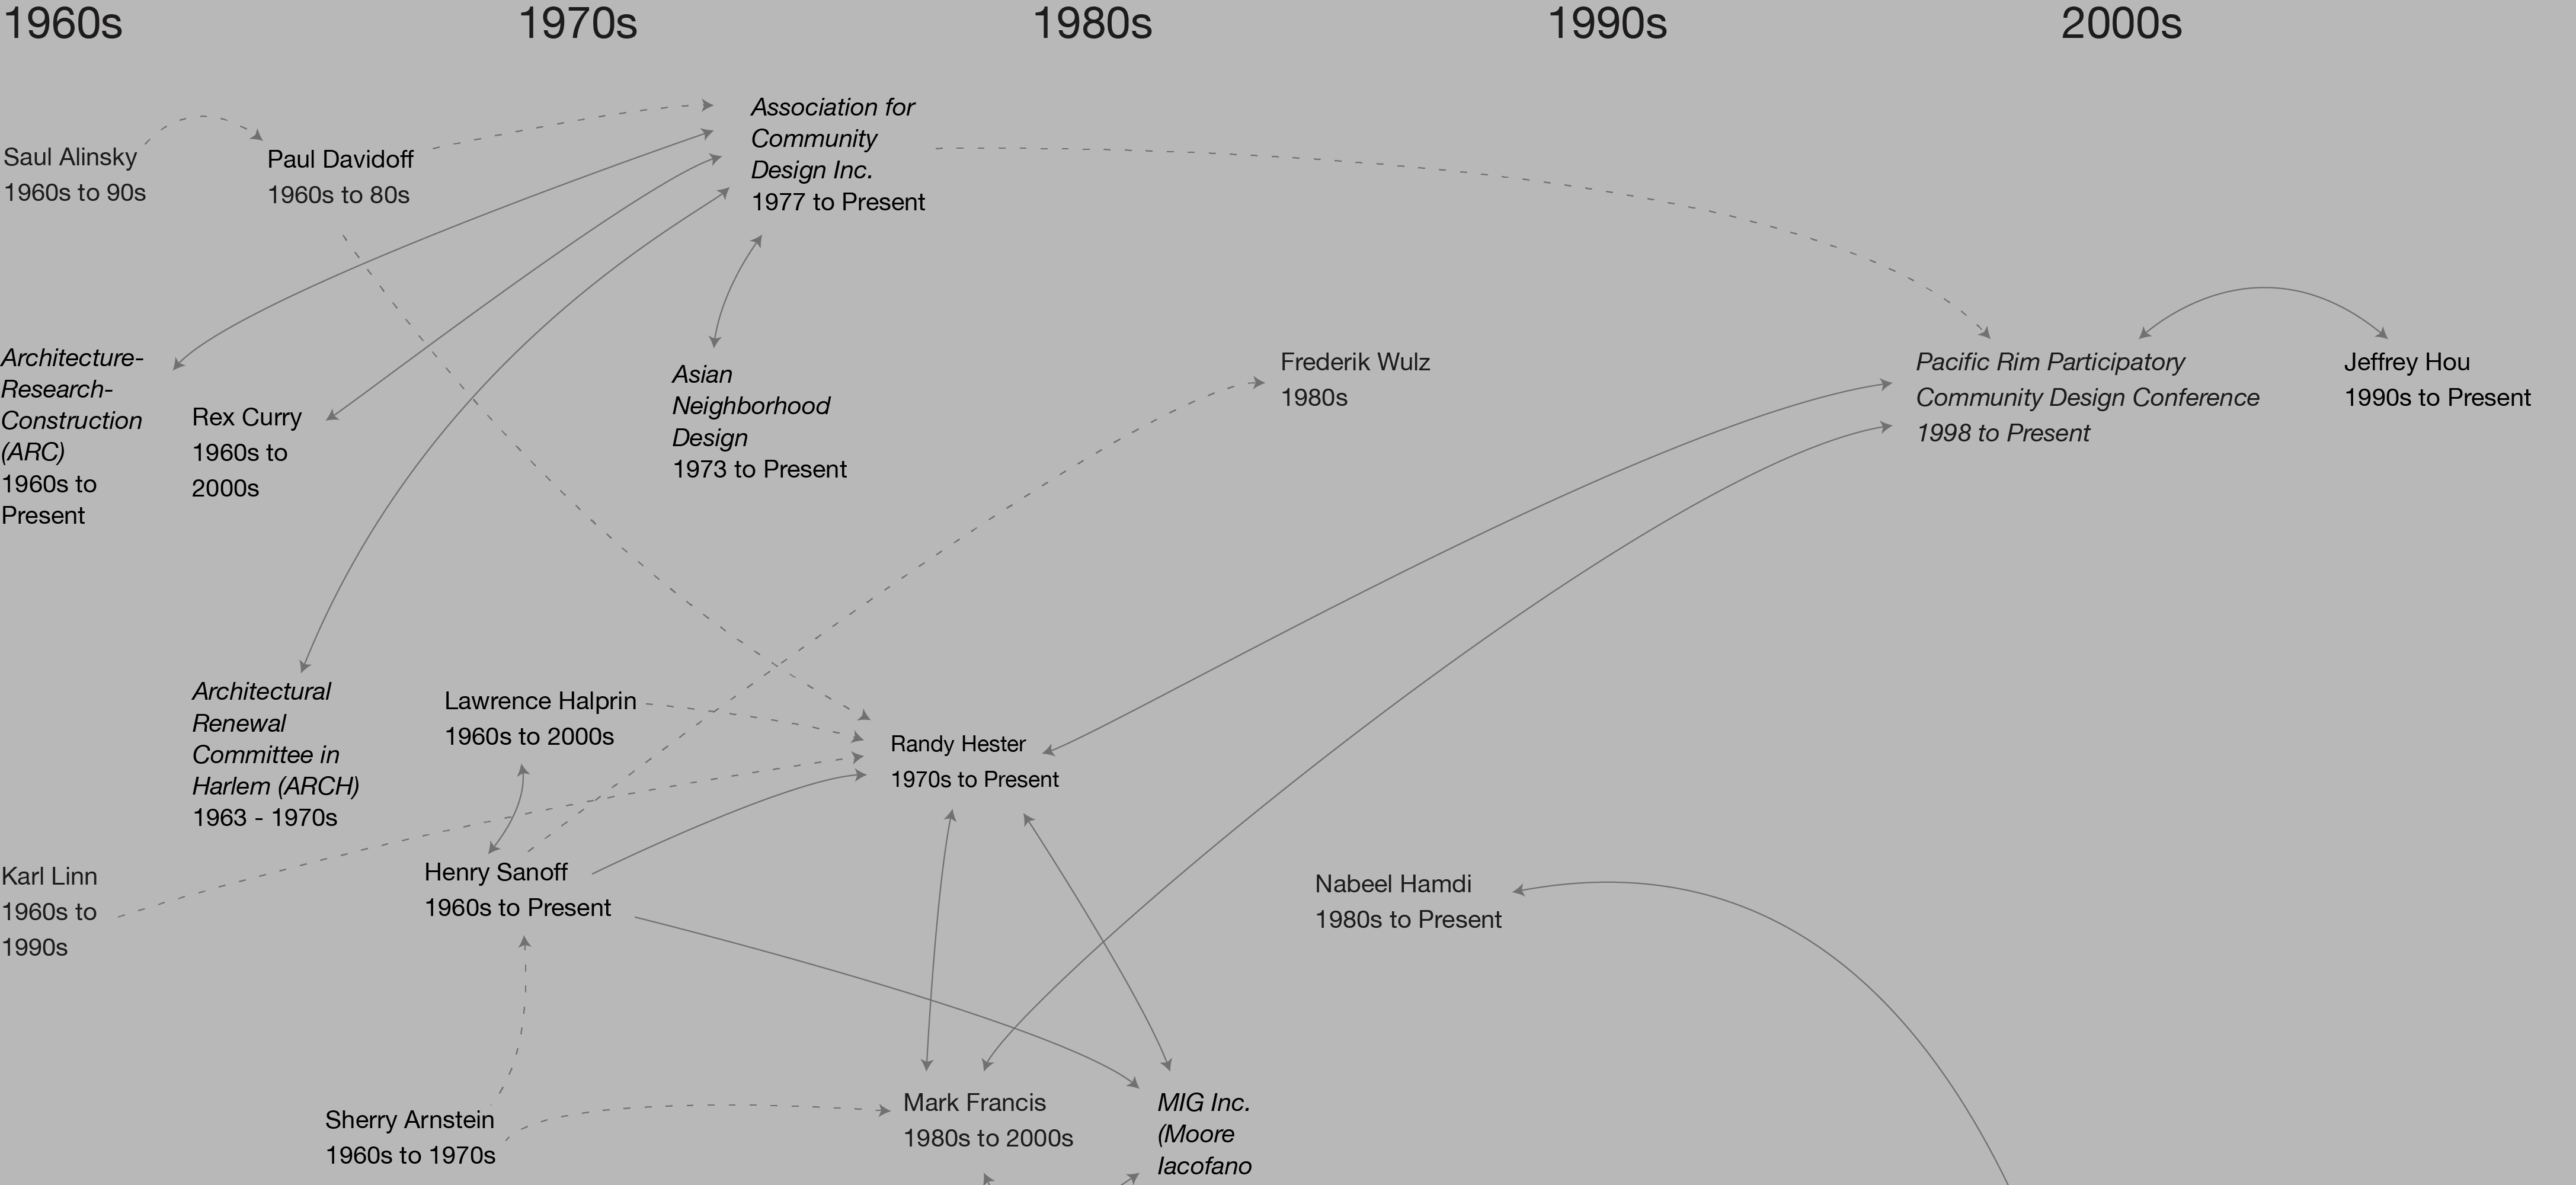 1960s
1970s
1980s
1990s
2000s
Saul Alinsky
1960s to 90s
Paul Davidoff
1960s to 80s
Association for
Community
Design Inc.
1977 to Present
Architecture-
Research-
Construction
(ARC)
1960s to
Present
Rex Curry
1960s to
2000s
Asian
Neighborhood
Design
1973 to Present
Frederik Wulz
1980s
Pacific Rim Participatory
Community Design Conference
1998 to Present
Jeffrey Hou
1990s to Present
Architectural
Renewal
Committee in
Harlem (ARCH)
1963 - 1970s
Lawrence Halprin
1960s to 2000s
Randy Hester
1970s to Present
Karl Linn
1960s to
1990s
Henry Sanoff
1960s to Present
Nabeel Hamdi
1980s to Present
Sherry Arnstein
1960s to 1970s
Mark Francis
1980s to 2000s
MIG Inc.
(Moore
Iacofano